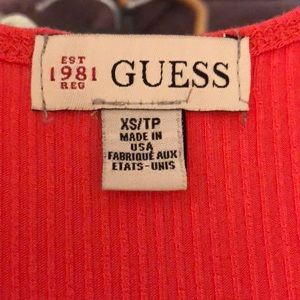 EST
1981
REG
GUESS
XS/TP
MADE IN
USA
FABRIQUÉ AUX
ETATS-UNIS